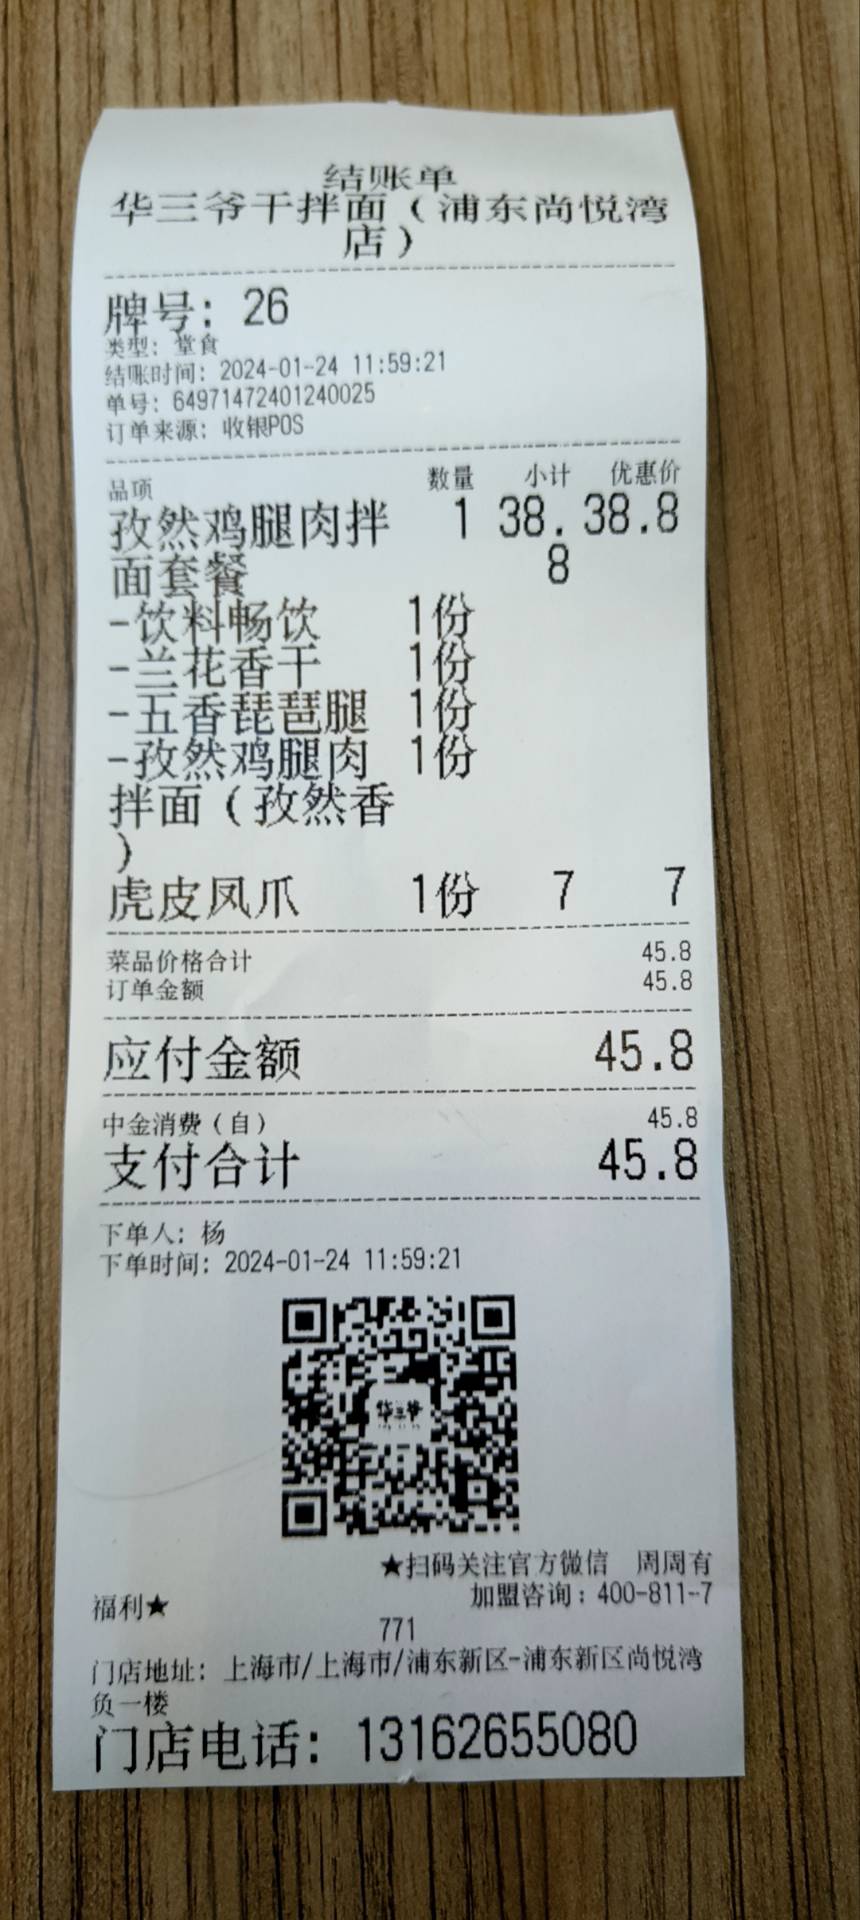 结账单
华三爷干拌面（浦东尚悦湾
店）
牌号: 26
类型: 堂食
结账时间: 2024-01-24 11:59:21
单号: 64971472401240025
订单来源: 收银POS
品项 数量 小计 优惠价
孜然鸡腿肉拌 1 38. 38.8
面套餐 8
-饮料畅饮 1份
-兰花香干 1份
-五香琵琶腿 1份
-孜然鸡腿肉 1份
拌面（孜然香
）
虎皮凤爪 1份 7 7
菜品价格合计 45.8
订单金额 45.8
应付金额 45.8
中金消费（自） 45.8
支付合计 45.8
下单人: 杨
下单时间: 2024-01-24 11:59:21
华三爷
★扫码关注官方微信 周周有
福利★ 加盟咨询：400-811-7
771
门店地址: 上海市/上海市/浦东新区-浦东新区尚悦湾
负一楼
门店电话: 13162655080